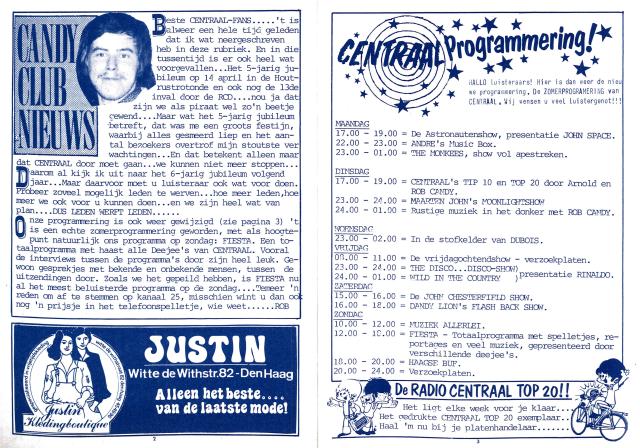 CANDY
CLUB
NIEUWS
Beste CENTRAAL-FANS.....'t is
alweer een hele tijd geleden
dat ik wat neergeschreven
heb in deze rubriek. En in die
tussentijd is er ook heel wat
voorgevallen...Het 5-jarig ju-
bileum op 14 april in de Hout-
rustrotonde en ook nog de 13de
inval door de RCD....nou ja dat
zijn we als piraat wel zo'n beetje
gewend....Maar wat het 5-jarig jubileum
betreft, dat was me een groots festijn,
waarbij alles gesmeerd liep en het aan-
tal bezoekers overtrof mijn stoutste ver
wachtingen...En dat betekent alleen maar
dat CENTRAAL door moet gaan...we kunnen niet meer stoppen...
Daarom al kijk ik uit naar het 6-jarig jubileum volgend
jaar...Maar daarvoor moet u luisteraar ook wat voor doen.
Probeer zoveel mogelijk leden te werven...hoe meer leden,hoe
meer we ook voor u kunnen doen...en we zijn heel wat van
plan....DUS LEDEN WERFT LEDEN......
Onze programmering is ook weer gewijzigd (zie pagina 3) 't
is een echte zomerprogrammering geworden, met als hoogte-
punt natuurlijk ons programma op zondag: FIESTA. Een to-
taalprogramma met haast alle Deejee's van CENTRAAL. Vooral
de interviews tussen de programma's door zijn heel leuk. Ge-
woon gesprekjes met bekende en onbekende mensen, tussen de
uitzendingen door. Zoals we het gepeild hebben, is FIESTA nu
al het meest beluisterde programma op de zondag....Temeer 'n
reden om af te stemmen op kanaal 25, misschien wint u dan ook
nog 'n prijsje in het telefoonspelletje, wie weet......ROB
Justin
Kledingboutique
JUSTIN
Witte de Withstr.82-Den Haag
Alleen het beste....
van de laatste mode!
2
CENTRAAL Programmering!
HALLO luisteraars! Hier is dan weer de nieu
we programmering. De ZOMERPROGRAMERING van
CENTRAAL. Wij wensen u veel luistergenot!!!
MAANDAG
17.00 - 19.00 = De Astronautenshow, presentatie JOHN SPACE.
22.00 - 23.00 = ANDRE's Music Box.
23.00 - 01.00 = THE MONKEES, show vol apestreken.
DINSDAG
17.00 - 19.00 = CENTRAAL's TIP 10 en TOP 20 door Arnold en
ROB CANDY.
23.00 - 24.00 = MAARTEN JOHN's MOONLIGHTSHOW
24.00 - 01.00 = Rustige muziek in het donker met ROB CANDY.
WOENSDAG
23.00 - 02.00 = In de stofkelder van DUBOIS.
VRIJDAG
08.00 - 11.00 = De vrijdagochtendshow - verzoekplaten.
23.00 - 24.00 = THE DISCO...DISCO-SHOW)
24.00 - 01.00 = WILD IN THE COUNTRY ) presentatie RINALDO.
ZATERDAG
15.00 - 16.00 = De JOHN CHESTERFIELD SHOW.
16.00 - 18.00 = DANDY LION's FLASH BACK SHOW.
ZONDAG
10.00 - 12.00 = MUZIEK ALLERLEI.
12.00 - 18.00 = FIESTA - Totaalprogramma met spelletjes, re-
portages en veel muziek, gepresenteerd door
verschillende deejee's.
18.00 - 20.00 = HAAGSE BUF.
20.00 - 24.00 = Verzoekplaten.
De RADIO CENTRAAL TOP 20!!
Het ligt elke week voor je klaar....
Het gedrukte CENTRAAL TOP 20 exemplaar...
Haal 'm nu bij je platenhandelaar......
3